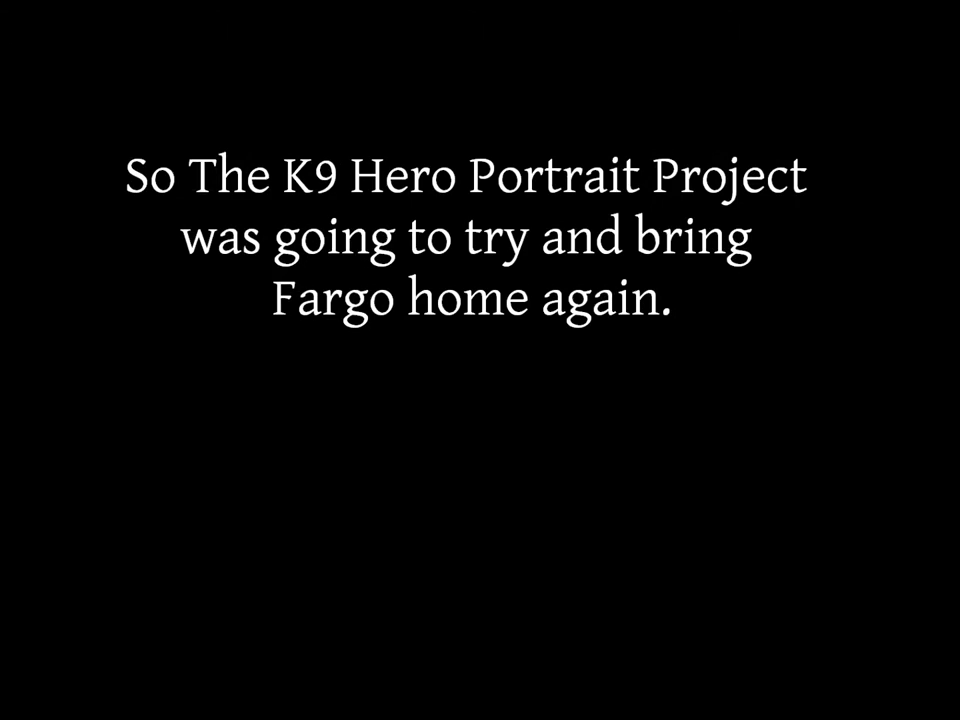 So The K9 Hero Portrait Project
was going to try and bring
Fargo home again.